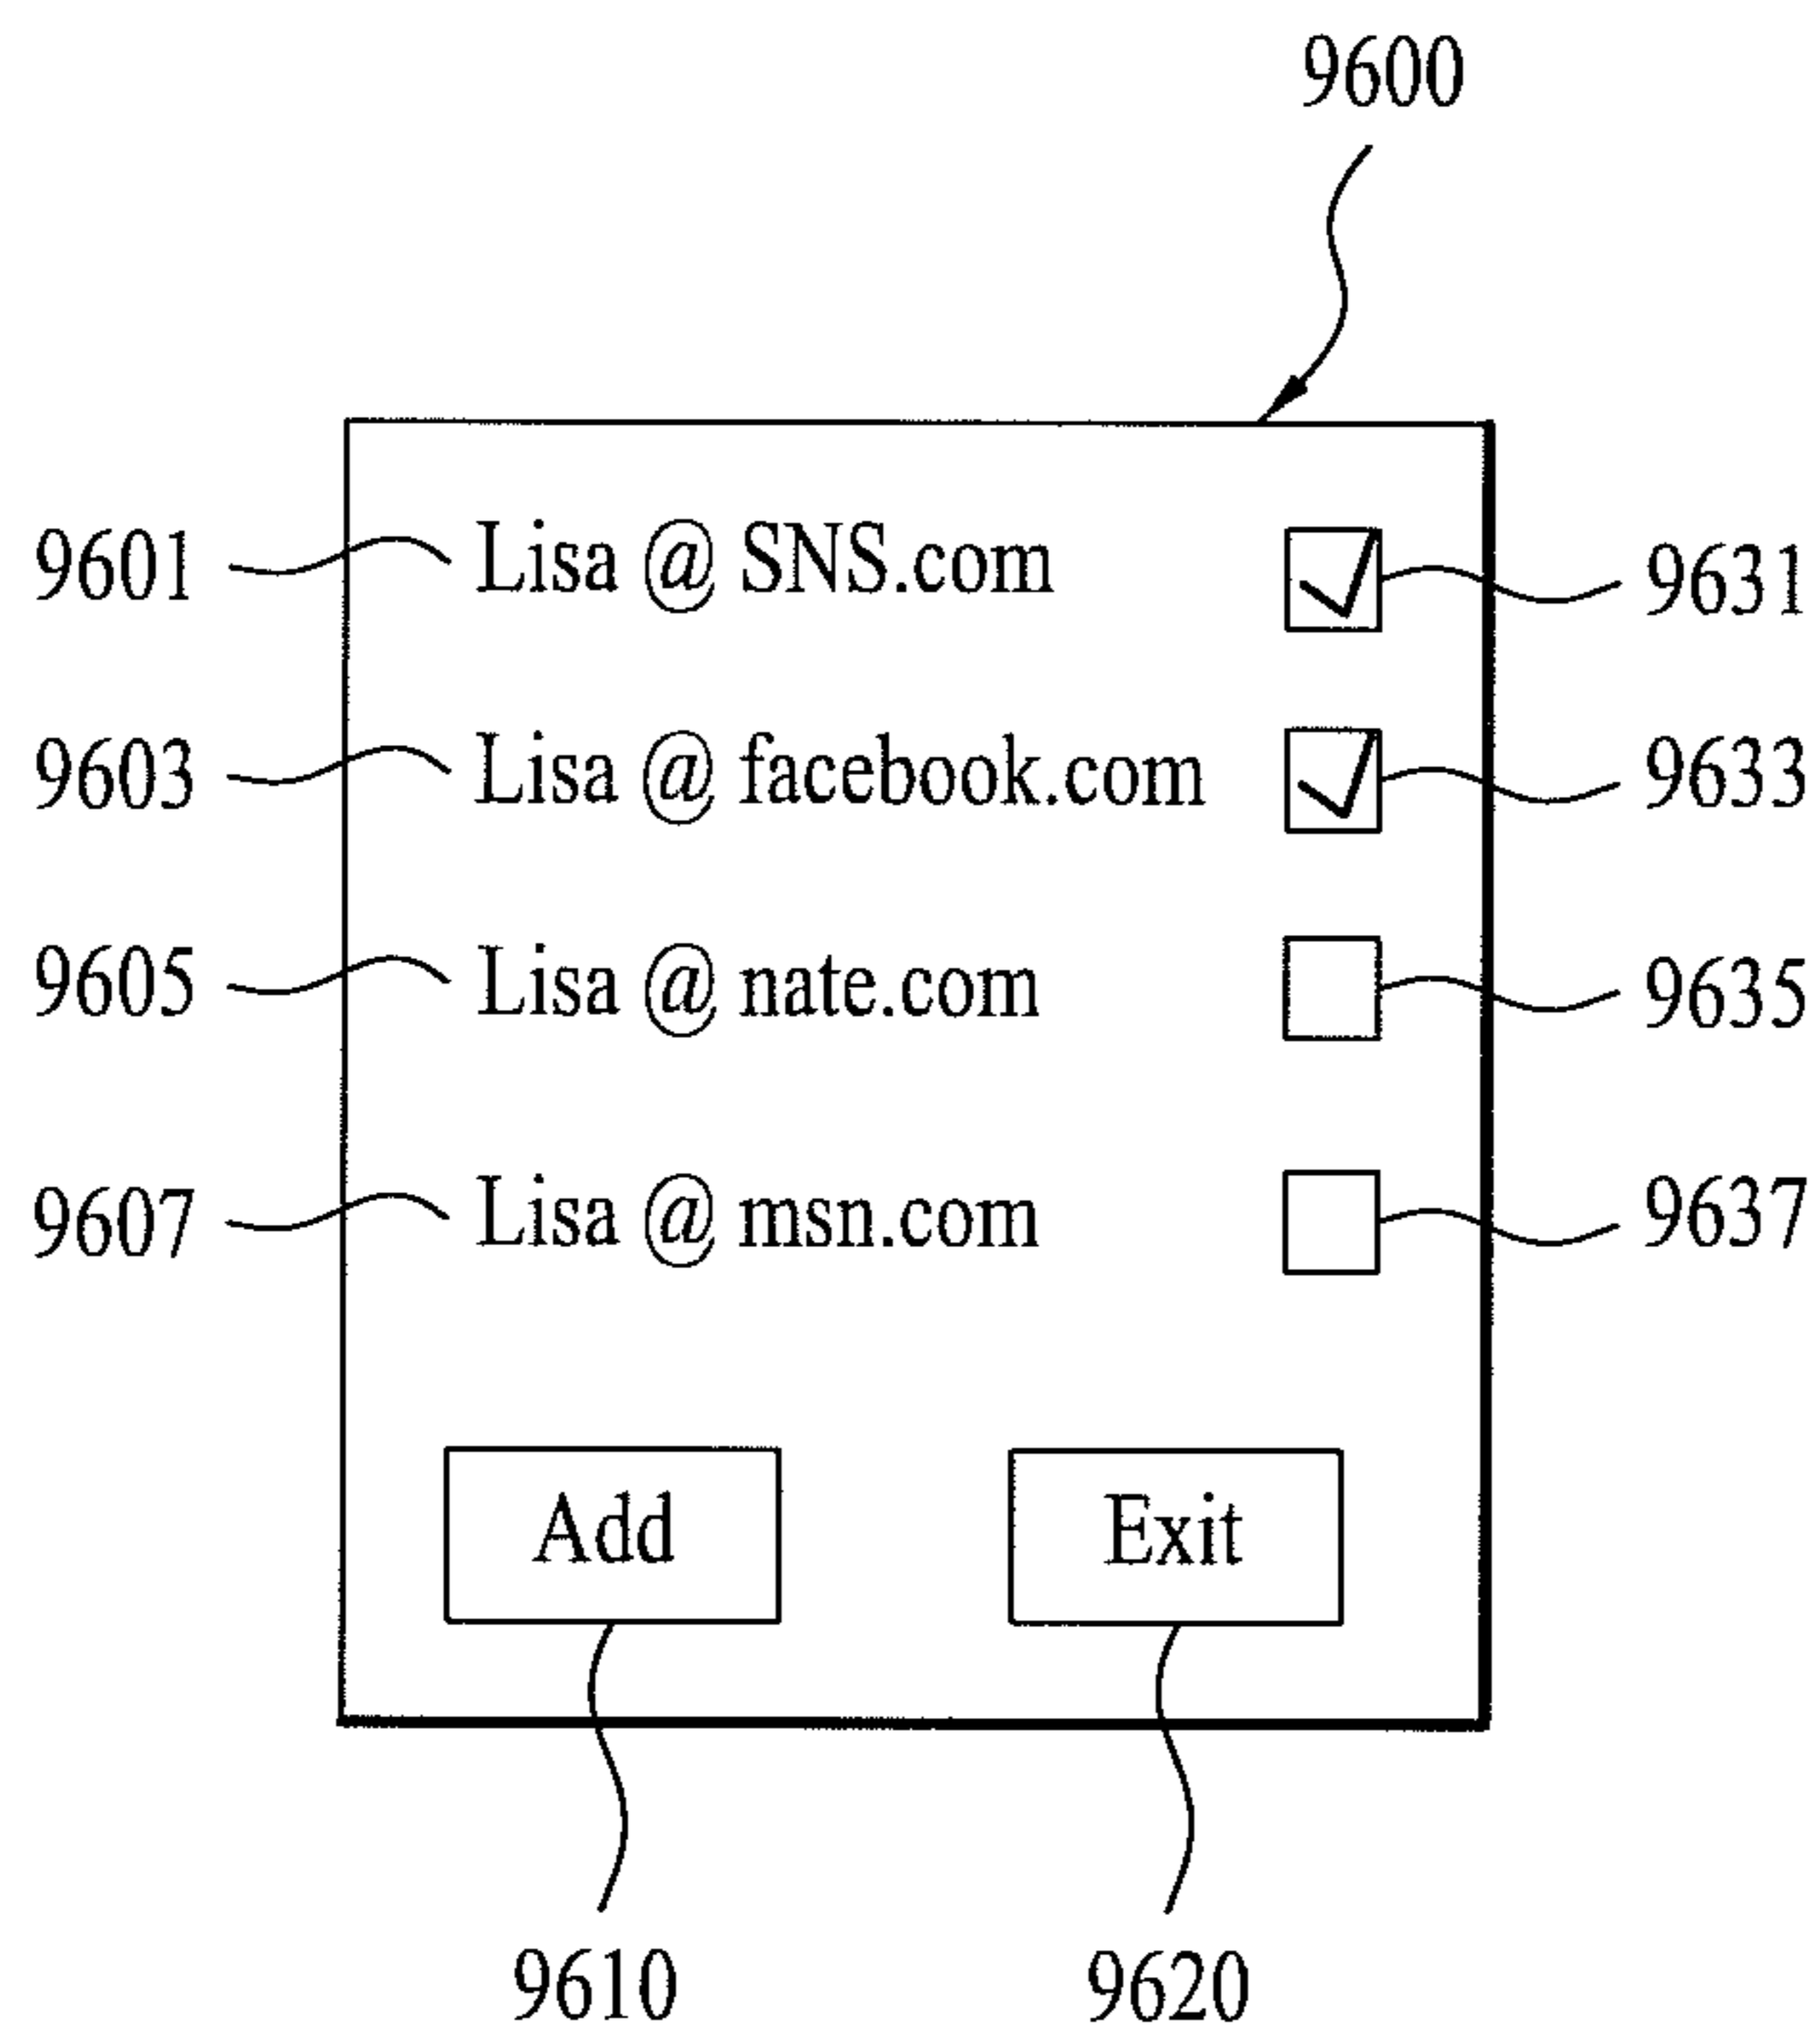 9600
9601 Lisa @ SNS.com 9631
9603 Lisa @ facebook.com 9633
9605 Lisa @ nate.com 9635
9607 Lisa @ msn.com 9637
Add Exit
9610 9620